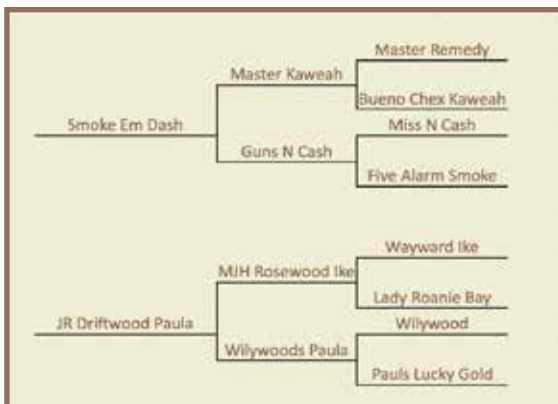 Master Remedy
Master Kaweah
Bueno Chex Kaweah
Smoke Em Dash
Miss N Cash
Guns N Cash
Five Alarm Smoke
Wayward Ike
MJH Rosewood Ike
Lady Roanie Bay
JR Driftwood Paula
Wilywood
Wilywoods Paula
Pauls Lucky Gold